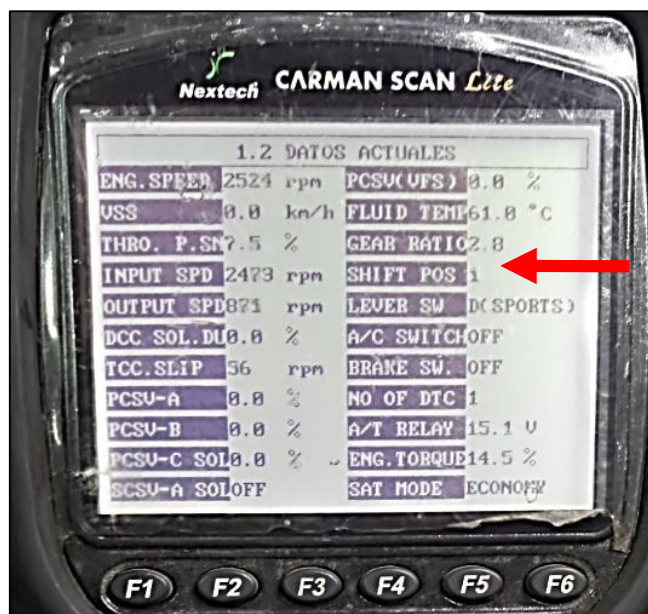 Nextech CARMAN SCAN Lite
1.2 DATOS ACTUALES
ENG.SPEED 2524 rpm PCSV(VFS) 0.0 %
VSS 0.0 km/h FLUID TEMP 61.0 °C
THRO. P.SN 7.5 % GEAR RATIO 2.8
INPUT SPD 2473 rpm SHIFT POS 1
OUTPUT SPD 871 rpm LEVER SW D(SPORTS)
DCC SOL.DU 0.0 % A/C SWITCH OFF
TCC.SLIP 56 rpm BRAKE SW. OFF
PCSV-A 0.0 % NO OF DTC 1
PCSV-B 0.0 % A/T RELAY 15.1 V
PCSV-C SOL 0.0 % ENG.TORQUE 14.5 %
SCSV-A SOL OFF SAT MODE ECONOMY
F1 F2 F3 F4 F5 F6